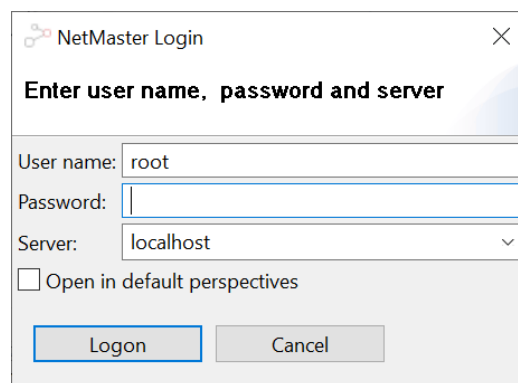 NetMaster Login
Enter user name, password and server
User name: root
Password:
Server: localhost
Open in default perspectives
Logon Cancel